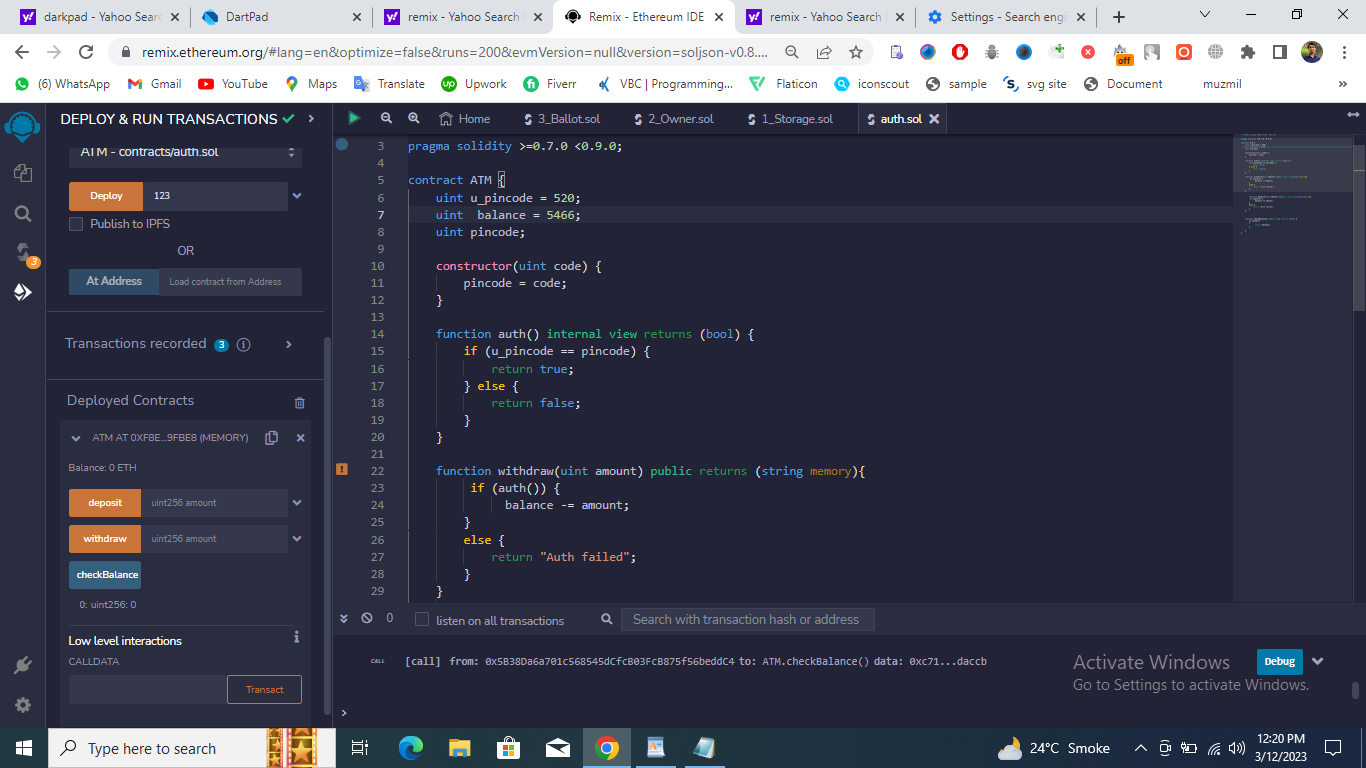 darkpad - Yahoo Searc
DartPad
remix - Yahoo Search
Remix - Ethereum IDE
remix - Yahoo Search
Settings - Search engi
remix.ethereum.org/#lang=en&optimize=false&runs=200&evmVersion=null&version=soljson-v0.8....
off
(6) WhatsApp
Gmail
YouTube
Maps
Translate
Upwork
Fiverr
VBC | Programming...
Flaticon
iconscout
sample
svg site
Document
muzmil
DEPLOY & RUN TRANSACTIONS
ATM - contracts/auth.sol
Deploy
123
Publish to IPFS
OR
At Address
Load contract from Address
3
Transactions recorded
3
Deployed Contracts
ATM AT 0XF8E...9FBE8 (MEMORY)
Balance: 0 ETH
deposit
uint256 amount
withdraw
uint256 amount
checkBalance
0: uint256: 0
Low level interactions
CALLDATA
Transact
Home
3_Ballot.sol
2_Owner.sol
1_Storage.sol
auth.sol
3 pragma solidity >=0.7.0 <0.9.0;
4
5 contract ATM {
6 uint u_pincode = 520;
7 uint  balance = 5466;
8 uint pincode;
9
10 constructor(uint code) {
11 pincode = code;
12 }
13
14 function auth() internal view returns (bool) {
15 if (u_pincode == pincode) {
16 return true;
17 } else {
18 return false;
19 }
20 }
21
22 function withdraw(uint amount) public returns (string memory){
23 if (auth()) {
24 balance -= amount;
25 }
26 else {
27 return "Auth failed";
28 }
29 }
0
listen on all transactions
Search with transaction hash or address
CALL
[call] from: 0x5B38Da6a701c568545dCfcB03FcB875f56beddC4 to: ATM.checkBalance() data: 0xc71...daccb
Debug
>
Activate Windows
Go to Settings to activate Windows.
Type here to search
24°C Smoke
12:20 PM
3/12/2023